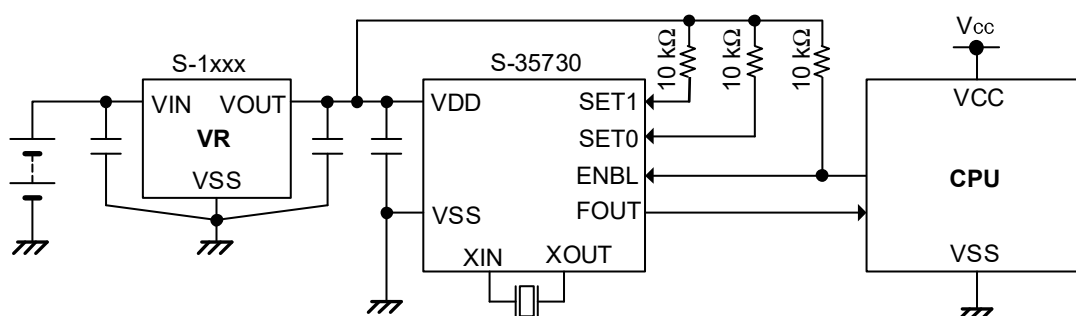 S-1xxx
VIN
VOUT
VR
VSS
S-35730
VDD
SET1
SET0
ENBL
FOUT
VSS
XIN
XOUT
10 kΩ
10 kΩ
10 kΩ
Vcc
VCC
CPU
VSS